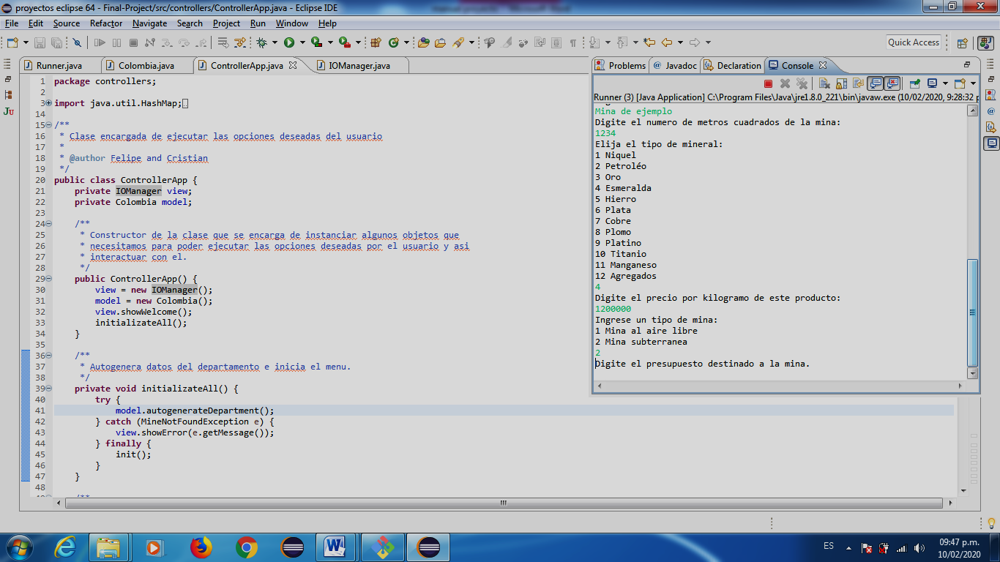 proyectos eclipse 64 - Final-Project/src/controllers/ControllerApp.java - Eclipse IDE
File Edit Source Refactor Navigate Search Project Run Window Help
Quick Access
Runner.java Colombia.java ControllerApp.java IOManager.java
1 package controllers;
2
3 import java.util.HashMap;
14
15 /**
16 * Clase encargada de ejecutar las opciones deseadas del usuario
17 *
18 * @author Felipe and Cristian
19 */
20 public class ControllerApp {
21 private IOManager view;
22 private Colombia model;
23
24 /**
25 * Constructor de la clase que se encarga de instanciar algunos objetos que
26 * necesitamos para poder ejecutar las opciones deseadas por el usuario y asi
27 * interactuar con el.
28 */
29 public ControllerApp() {
30 view = new IOManager();
31 model = new Colombia();
32 view.showWelcome();
33 initializateAll();
34 }
35
36 /**
37 * Autogenera datos del departamento e inicia el menu.
38 */
39 private void initializateAll() {
40 try {
41 model.autogenerateDepartment();
42 } catch (MineNotFoundException e) {
43 view.showError(e.getMessage());
44 } finally {
45 init();
46 }
47 }
48
Problems Javadoc Declaration Console
Runner (3) [Java Application] C:\Program Files\Java\jre1.8.0_221\bin\javaw.exe (10/02/2020, 9:28:32 p
Mina de ejemplo
Digite el numero de metros cuadrados de la mina:
1234
Elija el tipo de mineral:
1 Niquel
2 Petroléo
3 Oro
4 Esmeralda
5 Hierro
6 Plata
7 Cobre
8 Plomo
9 Platino
10 Titanio
11 Manganeso
12 Agregados
4
Digite el precio por kilogramo de este producto:
1200000
Ingrese un tipo de mina:
1 Mina al aire libre
2 Mina subterranea
2
Digite el presupuesto destinado a la mina.
ES
09:47 p.m.
10/02/2020